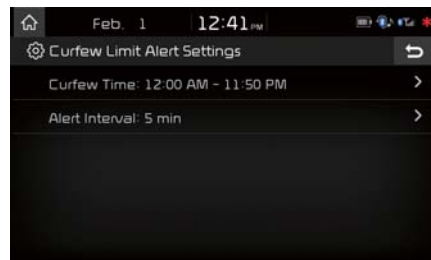 Feb. 1 12:41 PM
Curfew Limit Alert Settings
Curfew Time: 12:00 AM - 11:50 PM
Alert Interval: 5 min